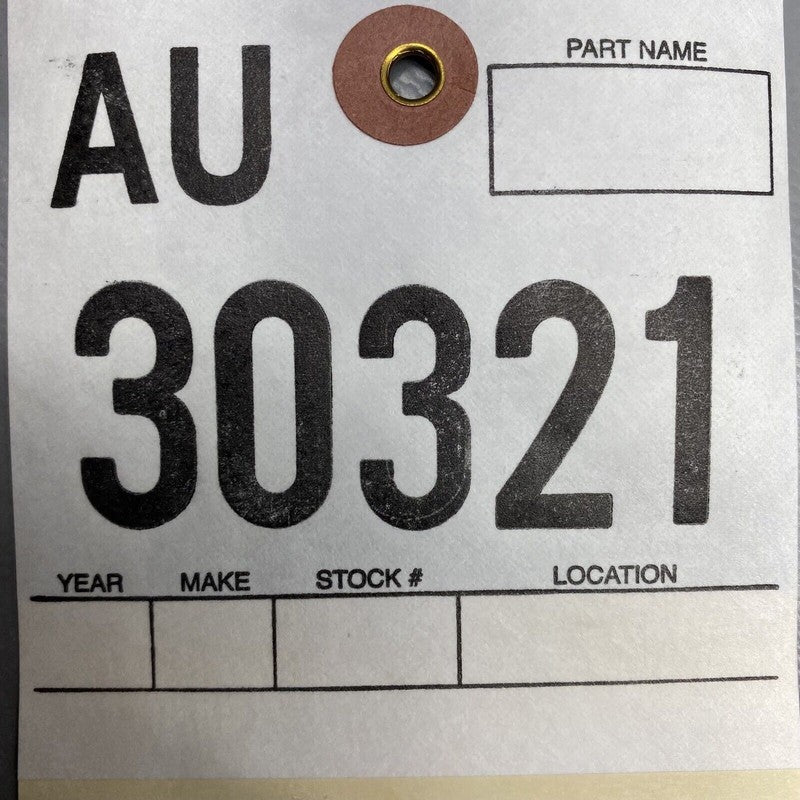 AU
PART NAME
30321
YEAR MAKE STOCK # LOCATION